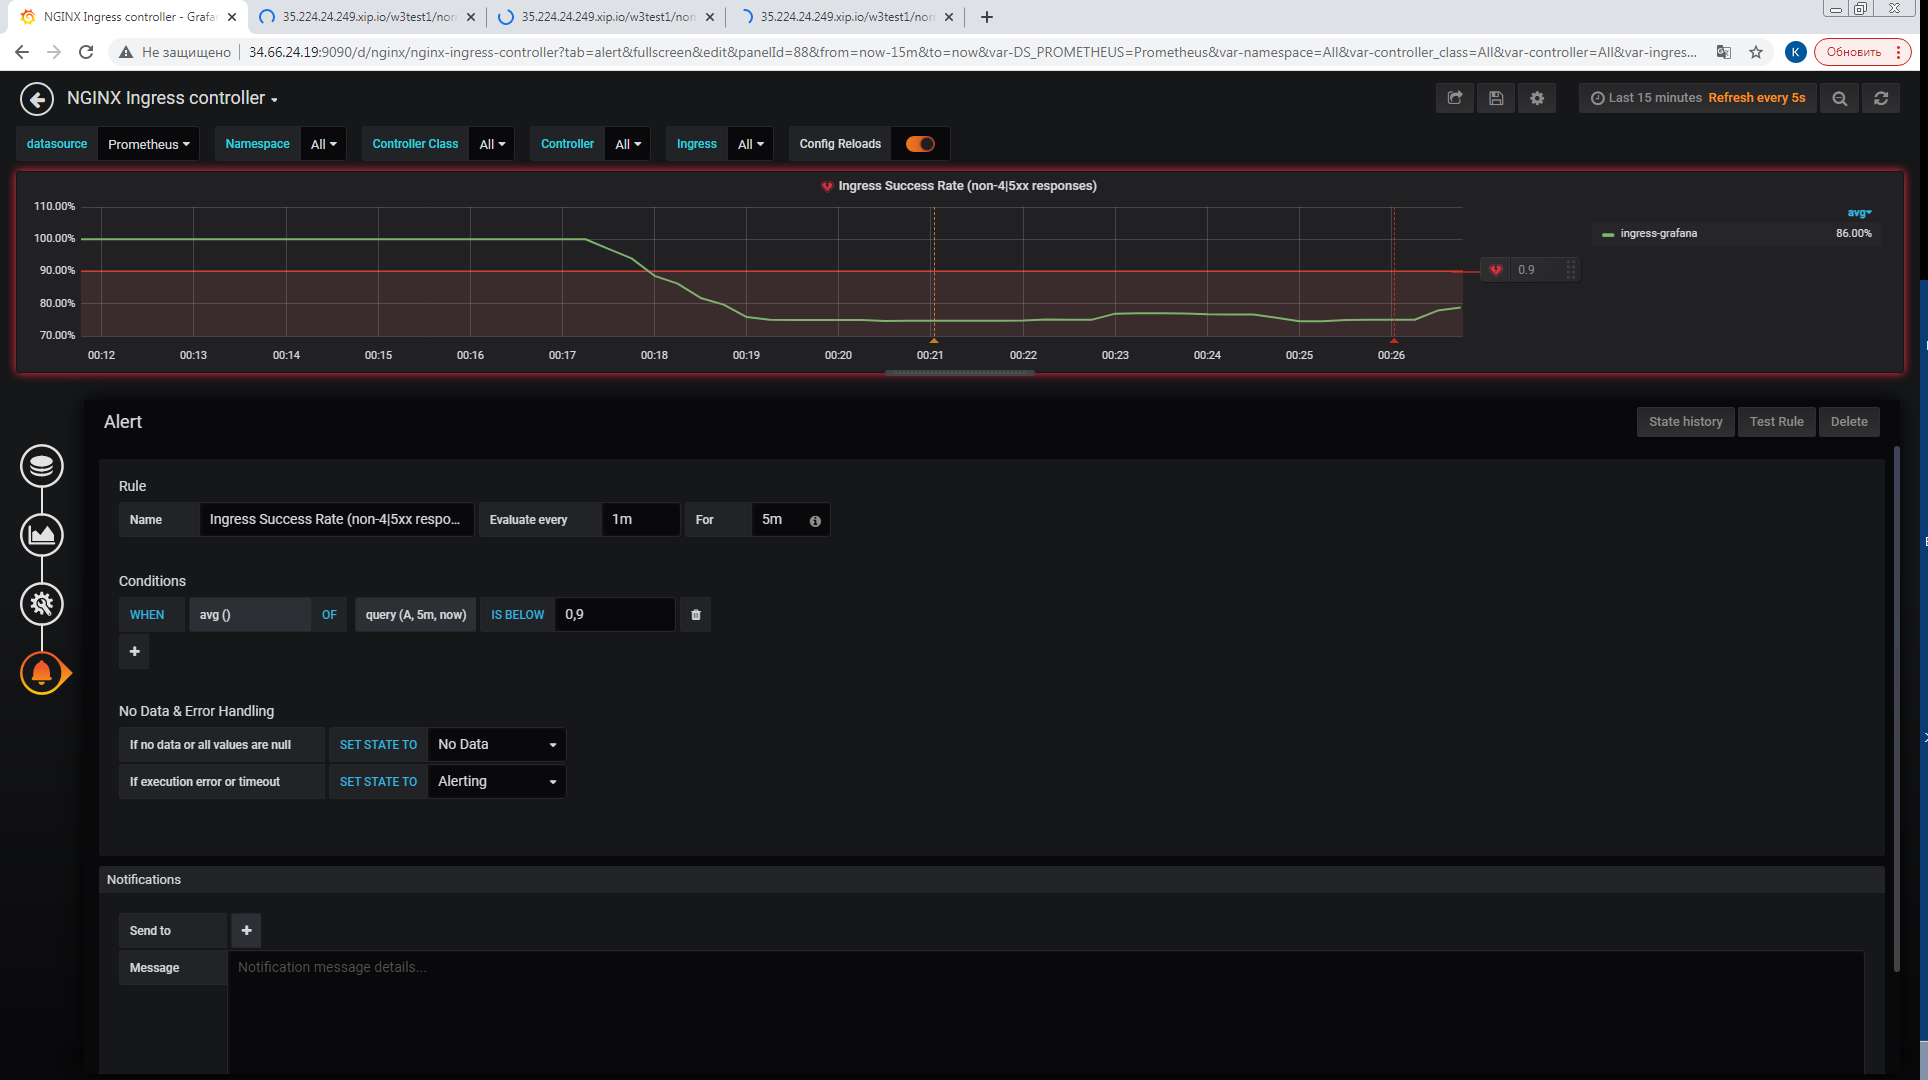 NGINX Ingress controller - Grafa
35.224.24.249.xip.io/w3test1/non
35.224.24.249.xip.io/w3test1/non
35.224.24.249.xip.io/w3test1/non
Не защищено
34.66.24.19:9090/d/nginx/nginx-ingress-controller?tab=alert&fullscreen&edit&panelId=88&from=now-15m&to=now&var-DS_PROMETHEUS=Prometheus&var-namespace=All&var-controller_class=All&var-controller=All&var-ingres...
K
Обновить
NGINX Ingress controller
Last 15 minutes Refresh every 5s
datasource Prometheus Namespace All Controller Class All Controller All Ingress All Config Reloads
Ingress Success Rate (non-4|5xx responses)
110.00%
100.00%
90.00%
80.00%
70.00%
00:12 00:13 00:14 00:15 00:16 00:17 00:18 00:19 00:20 00:21 00:22 00:23 00:24 00:25 00:26
avg
ingress-grafana 86.00%
0.9
Alert
State history Test Rule Delete
Rule
Name Ingress Success Rate (non-4|5xx respo... Evaluate every 1m For 5m
Conditions
WHEN avg () OF query (A, 5m, now) IS BELOW 0,9
No Data & Error Handling
If no data or all values are null SET STATE TO No Data
If execution error or timeout SET STATE TO Alerting
Notifications
Send to
Message Notification message details...